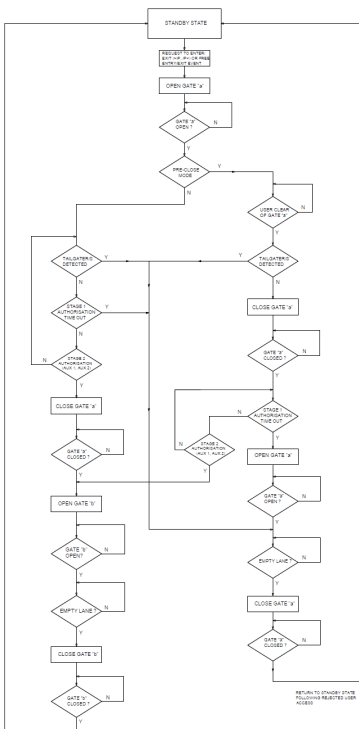 STANDBY STATE
REQUEST TO ENTER/
ENTRY/EXIT EVENT
OPEN GATE "a"
GATE "a"
OPEN ?
N
Y
PRE-CLOSE
MODE
Y
N
USER CLEAR
OF GATE "a"
N
Y
TAILGATER/S
DETECTED
Y
N
TAILGATER/S
DETECTED
Y
N
STAGE 1
AUTHORISATION
TIME OUT
Y
N
CLOSE GATE "a"
STAGE 2
AUTHORISATION
(AUX 1, AUX 2)
N
Y
GATE "a"
CLOSED ?
N
Y
CLOSE GATE "a"
STAGE 1
AUTHORISATION
TIME OUT
N
Y
GATE "a"
CLOSED ?
N
Y
STAGE 2
AUTHORISATION
(AUX 1, AUX 2)
N
Y
OPEN GATE "a"
OPEN GATE "b"
GATE "a"
OPEN ?
N
Y
GATE "b"
OPEN?
N
Y
EMPTY LANE ?
N
Y
EMPTY LANE ?
N
Y
CLOSE GATE "a"
CLOSE GATE "b"
GATE "a"
CLOSED ?
N
Y
GATE "b"
CLOSED ?
N
Y
RETURN TO STANDBY STATE
FOLLOWING REJECTED USER
ACCESS